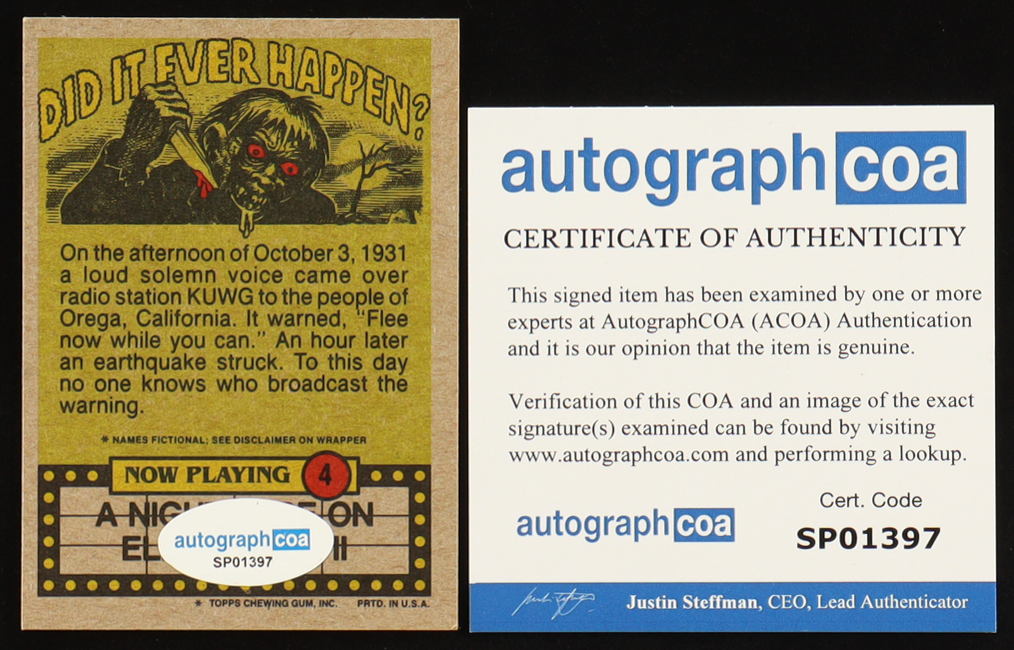 DID IT EVER HAPPEN?
On the afternoon of October 3, 1931
a loud solemn voice came over
radio station KUWG to the people of
Orega, California. It warned, "Flee
now while you can." An hour later
an earthquake struck. To this day
no one knows who broadcast the
warning.
* NAMES FICTIONAL; SEE DISCLAIMER ON WRAPPER
NOW PLAYING 4
A ON
II
autographcoa
SP01397
* TOPPS CHEWING GUM, INC. PRTD. IN U.S.A.
autograph coa
CERTIFICATE OF AUTHENTICITY
This signed item has been examined by one or more
experts at AutographCOA (ACOA) Authentication
and it is our opinion that the item is genuine.
Verification of this COA and an image of the exact
signature(s) examined can be found by visiting
www.autographcoa.com and performing a lookup.
autograph coa
Cert. Code
SP01397
Justin Steffman, CEO, Lead Authenticator